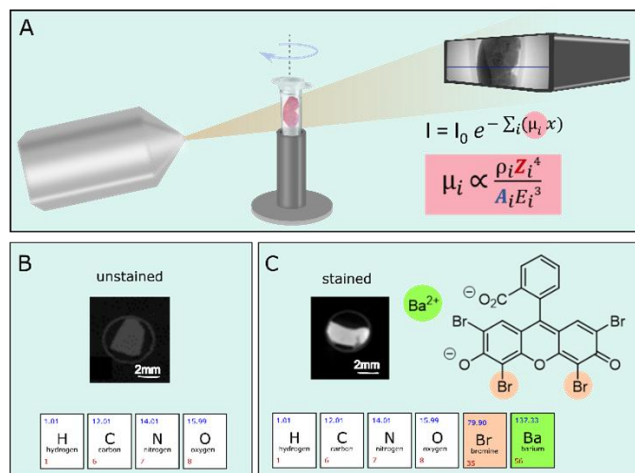 A
I = I₀ e^{- Σᵢ(μᵢ x)}
μᵢ ∝ ρᵢZᵢ⁴ / AᵢEᵢ³
B
unstained
2mm
1.01 12.01 14.01 15.99
H C N O
hydrogen carbon nitrogen oxygen
1 6 7 8
C
stained
2mm
Ba²⁺
⊖
O₂C
Br Br
⊖
O O O
Br Br
1.01 12.01 14.01 15.99 79.90 137.33
H C N O Br Ba
hydrogen carbon nitrogen oxygen bromine barium
1 6 7 8 35 56